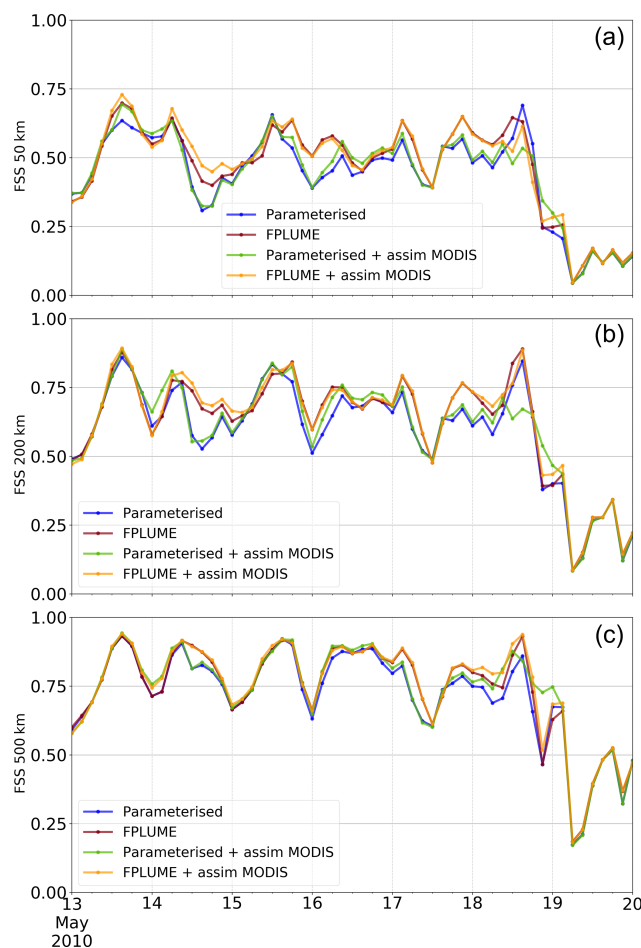 (a)
1.00
0.75
0.50
0.25
0.00
FSS 50 km
Parameterised
FPLUME
Parameterised + assim MODIS
FPLUME + assim MODIS
(b)
1.00
0.75
0.50
0.25
0.00
FSS 200 km
Parameterised
FPLUME
Parameterised + assim MODIS
FPLUME + assim MODIS
(c)
1.00
0.75
0.50
0.25
0.00
FSS 500 km
Parameterised
FPLUME
Parameterised + assim MODIS
FPLUME + assim MODIS
13 14 15 16 17 18 19 20
May
2010